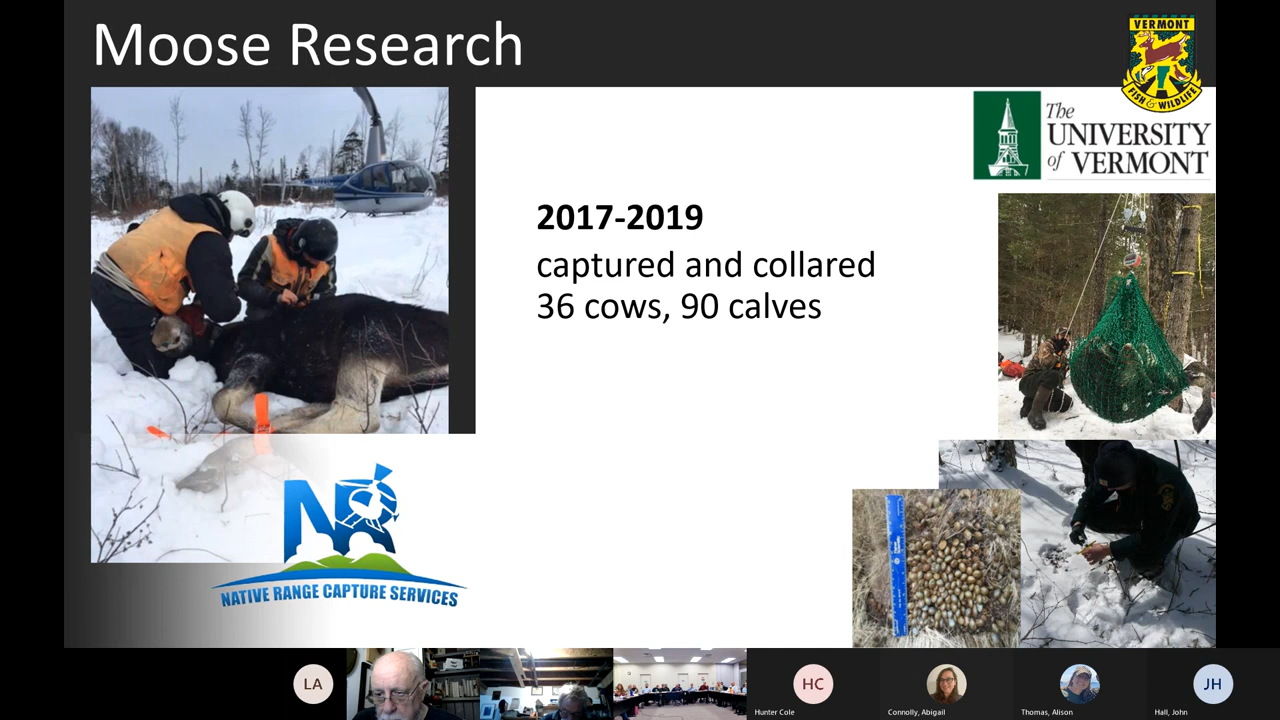 Moose Research
VERMONT
FISH & WILDLIFE
The
UNIVERSITY
of VERMONT
2017-2019
captured and collared
36 cows, 90 calves
NR
NATIVE RANGE CAPTURE SERVICES
LA
HC
JH
Hunter Cole
Connolly, Abigail
Thomas, Alison
Hall, John